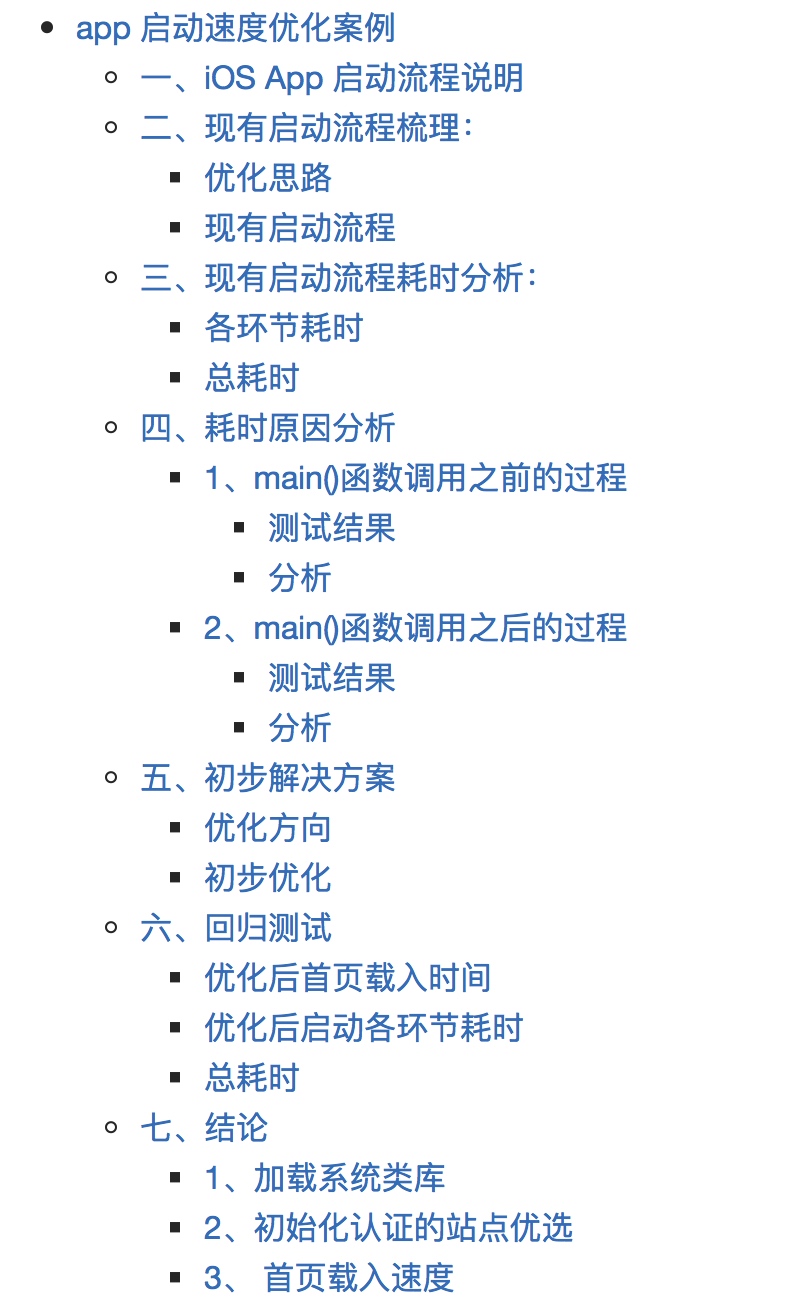 app 启动速度优化案例
一、iOS App 启动流程说明
二、现有启动流程梳理：
优化思路
现有启动流程
三、现有启动流程耗时分析：
各环节耗时
总耗时
四、耗时原因分析
1、main()函数调用之前的过程
测试结果
分析
2、main()函数调用之后的过程
测试结果
分析
五、初步解决方案
优化方向
初步优化
六、回归测试
优化后首页载入时间
优化后启动各环节耗时
总耗时
七、结论
1、加载系统类库
2、初始化认证的站点优选
3、 首页载入速度